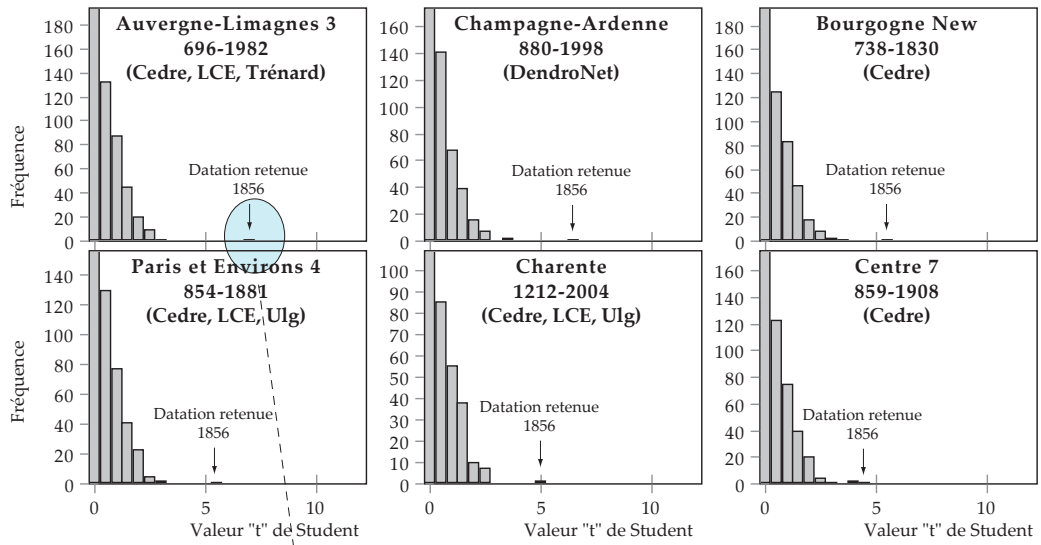 Auvergne-Limagnes 3
696-1982
(Cedre, LCE, Trénard)
Datation retenue
1856
Fréquence
180
160
140
120
100
80
60
40
20
0
Champagne-Ardenne
880-1998
(DendroNet)
Datation retenue
1856
160
140
120
100
80
60
40
20
0
Bourgogne New
738-1830
(Cedre)
Datation retenue
1856
180
160
140
120
100
80
60
40
20
0
Paris et Environs 4
854-1881
(Cedre, LCE, Ulg)
Datation retenue
1856
Fréquence
140
120
100
80
60
40
20
0
0 5 10
Valeur "t" de Student
Charente
1212-2004
(Cedre, LCE, Ulg)
Datation retenue
1856
100
90
80
70
60
50
40
30
20
10
0
0 5 10
Valeur "t" de Student
Centre 7
859-1908
(Cedre)
Datation retenue
1856
160
140
120
100
80
60
40
20
0
0 5 10
Valeur "t" de Student